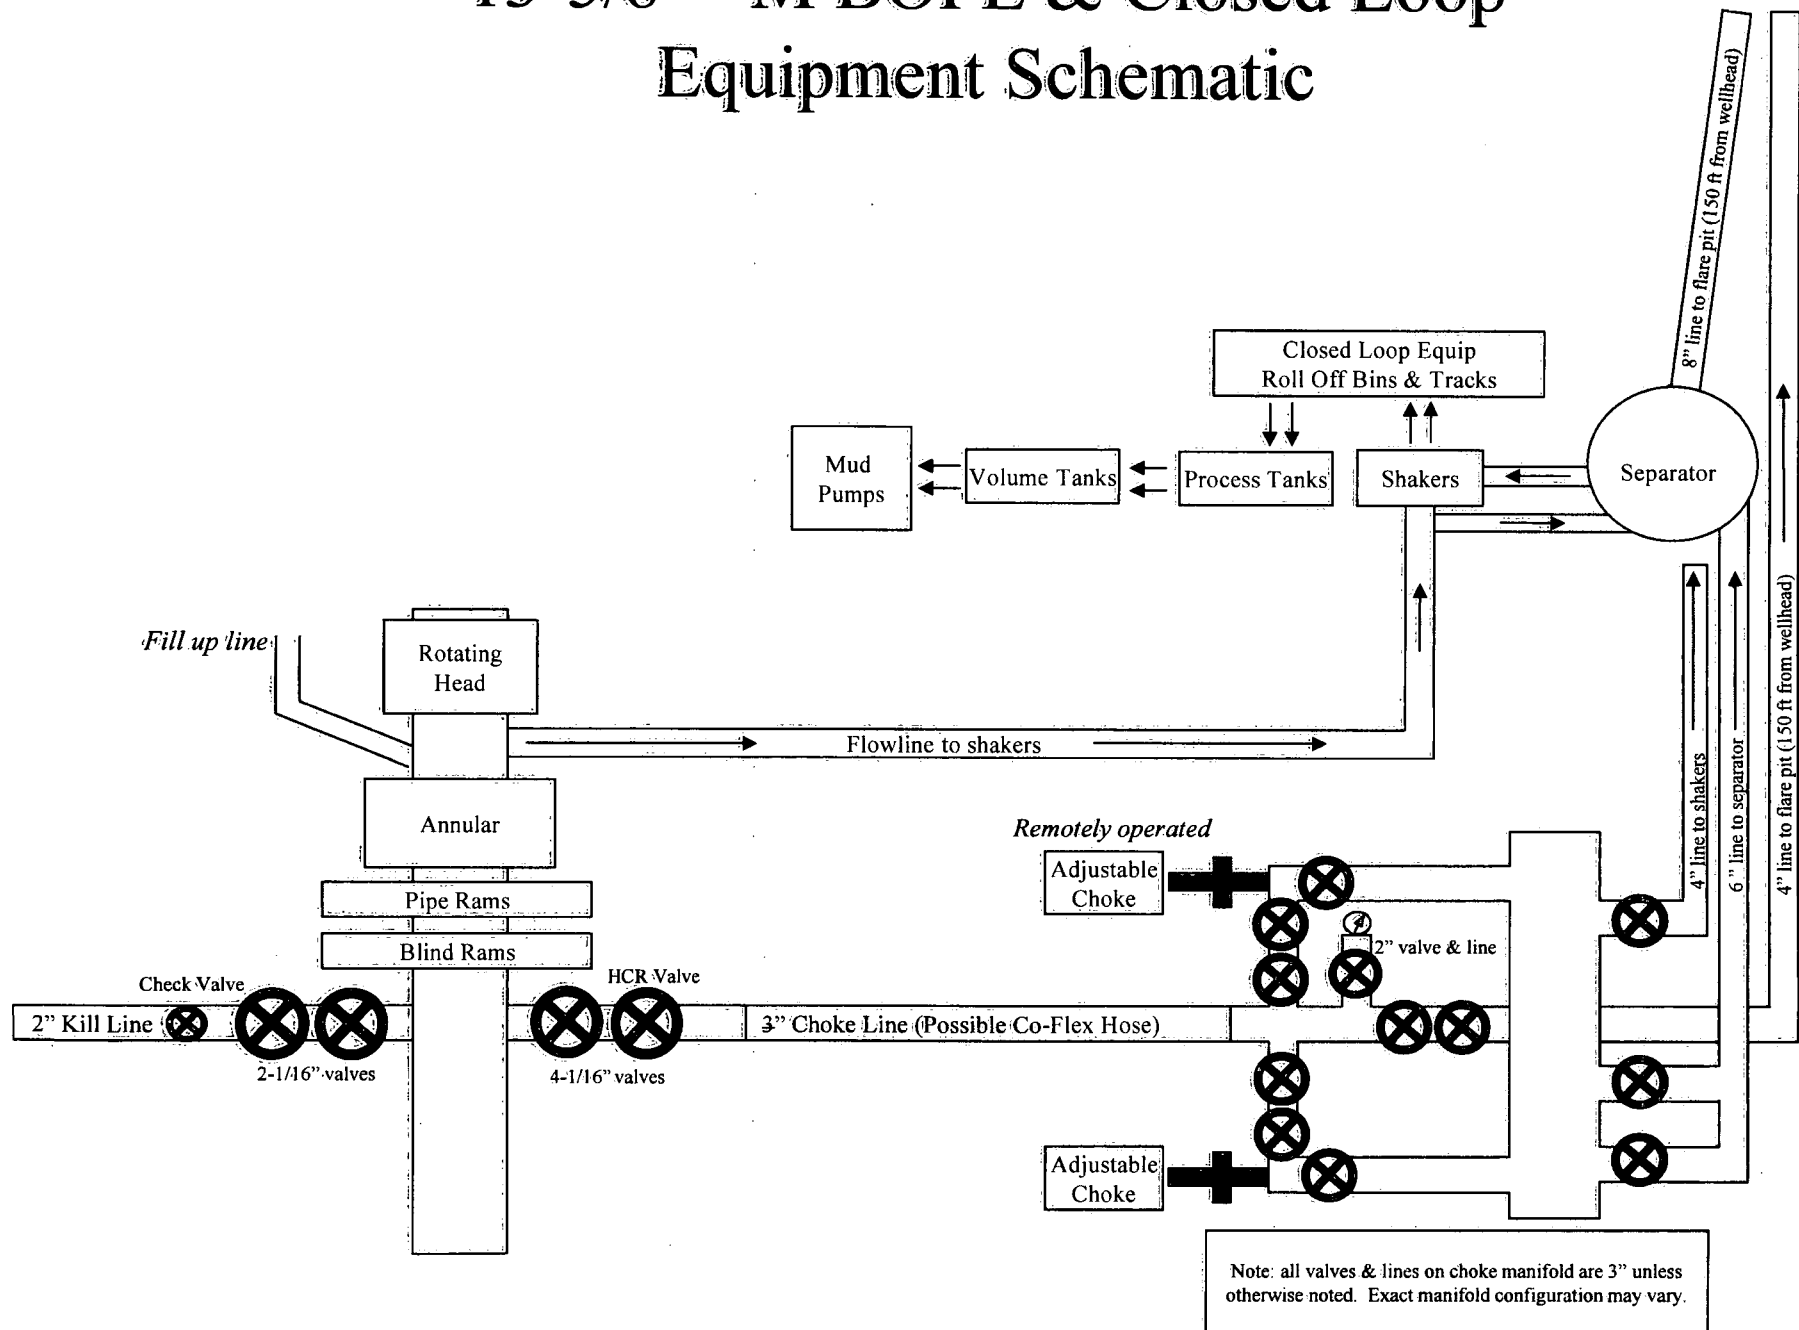 M BOPE & Closed Loop
Equipment Schematic
8” line to flare pit (150 ft from wellhead)
Closed Loop Equip
Roll Off Bins & Tracks
Mud
Pumps
Volume Tanks
Process Tanks
Shakers
Separator
Fill up line
Rotating
Head
Flowline to shakers
Annular
Pipe Rams
Blind Rams
Check Valve
2” Kill Line
2-1/16” valves
HCR Valve
4-1/16” valves
3” Choke Line (Possible Co-Flex Hose)
Remotely operated
Adjustable
Choke
2” valve & line
4” line to shakers
6 ” line to separator
4” line to flare pit (150 ft from wellhead)
Adjustable
Choke
Note: all valves & lines on choke manifold are 3” unless
otherwise noted. Exact manifold configuration may vary.